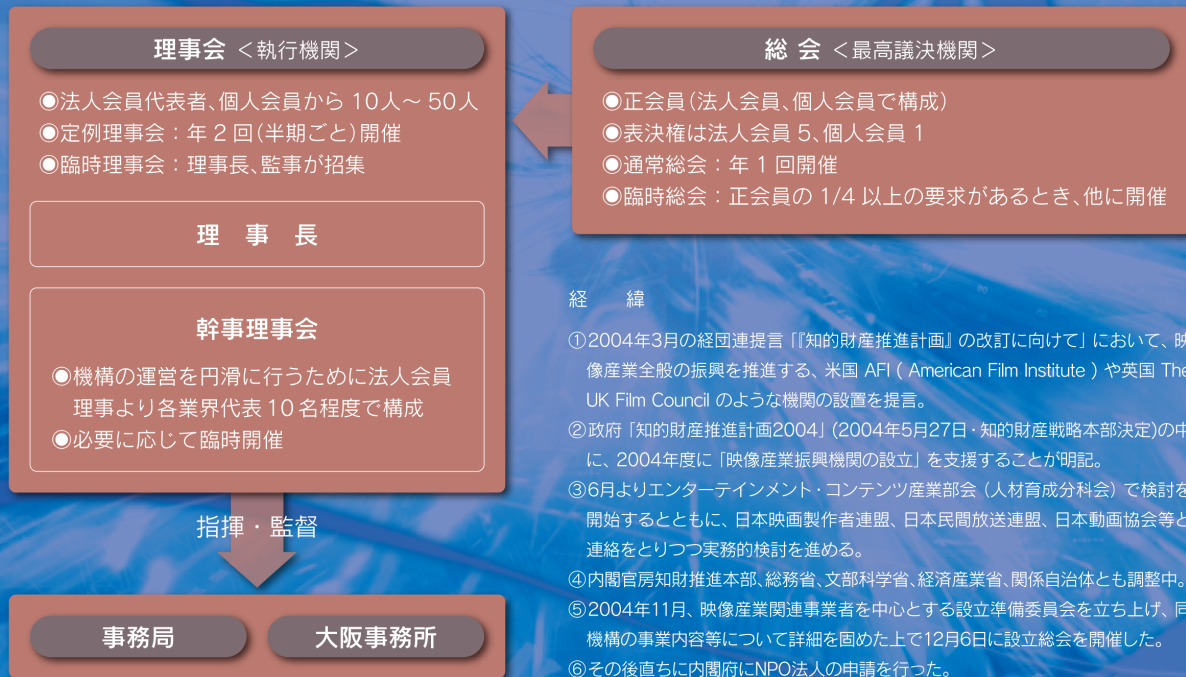 理事会 <執行機関>
◉法人会員代表者、個人会員から 10人～ 50人
◉定例理事会：年 2 回(半期ごと)開催
◉臨時理事会：理事長、監事が招集
理 事 長
幹事理事会
◉機構の運営を円滑に行うために法人会員
理事より各業界代表 10 名程度で構成
◉必要に応じて臨時開催
指揮・監督
事務局
大阪事務所
総 会 <最高議決機関>
◉正会員(法人会員、個人会員で構成)
◉表決権は法人会員 5、個人会員 1
◉通常総会：年 1 回開催
◉臨時総会：正会員の 1/4 以上の要求があるとき、他に開催
経　緯
①2004年3月の経団連提言「『知的財産推進計画』の改訂に向けて」において、映
像産業全般の振興を推進する、米国 AFI ( American Film Institute ) や英国 The
UK Film Council のような機関の設置を提言。
②政府「知的財産推進計画2004」(2004年5月27日・知的財産戦略本部決定)の中
に、2004年度に「映像産業振興機関の設立」を支援することが明記。
③6月よりエンターテインメント・コンテンツ産業部会（人材育成分科会）で検討を
開始するとともに、日本映画製作者連盟、日本民間放送連盟、日本動画協会等と
連絡をとりつつ実務的検討を進める。
④内閣官房知財推進本部、総務省、文部科学省、経済産業省、関係自治体とも調整中。
⑤2004年11月、映像産業関連事業者を中心とする設立準備委員会を立ち上げ、同
機構の事業内容等について詳細を固めた上で12月6日に設立総会を開催した。
⑥その後直ちに内閣府にNPO法人の申請を行った。